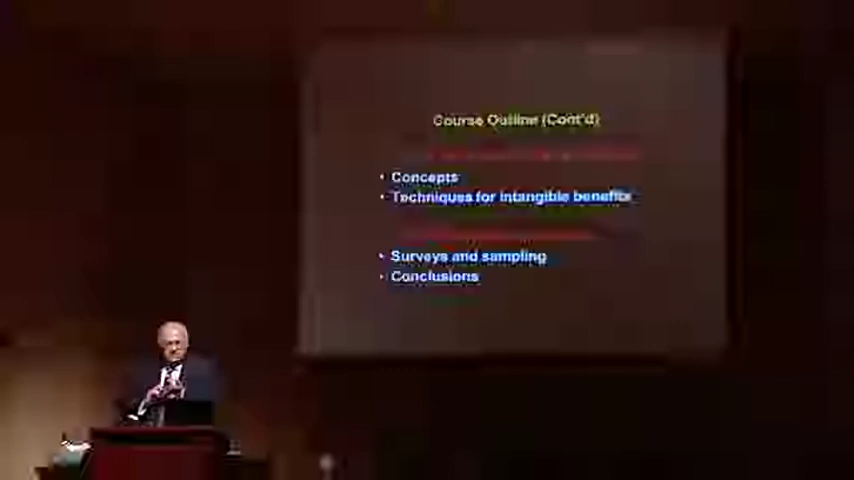 Course Outline (Cont'd)
• Concepts
• Techniques for intangible benefits
• Surveys and sampling
• Conclusions